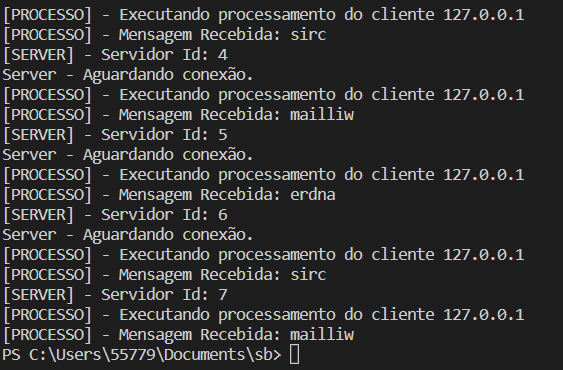 [PROCESSO] - Executando processamento do cliente 127.0.0.1
[PROCESSO] - Mensagem Recebida: sirc
[SERVER] - Servidor Id: 4
Server - Aguardando conexão.
[PROCESSO] - Executando processamento do cliente 127.0.0.1
[PROCESSO] - Mensagem Recebida: mailliw
[SERVER] - Servidor Id: 5
Server - Aguardando conexão.
[PROCESSO] - Executando processamento do cliente 127.0.0.1
[PROCESSO] - Mensagem Recebida: erdna
[SERVER] - Servidor Id: 6
Server - Aguardando conexão.
[PROCESSO] - Executando processamento do cliente 127.0.0.1
[PROCESSO] - Mensagem Recebida: sirc
[SERVER] - Servidor Id: 7
[PROCESSO] - Executando processamento do cliente 127.0.0.1
[PROCESSO] - Mensagem Recebida: mailliw
PS C:\Users\55779\Documents\sb>